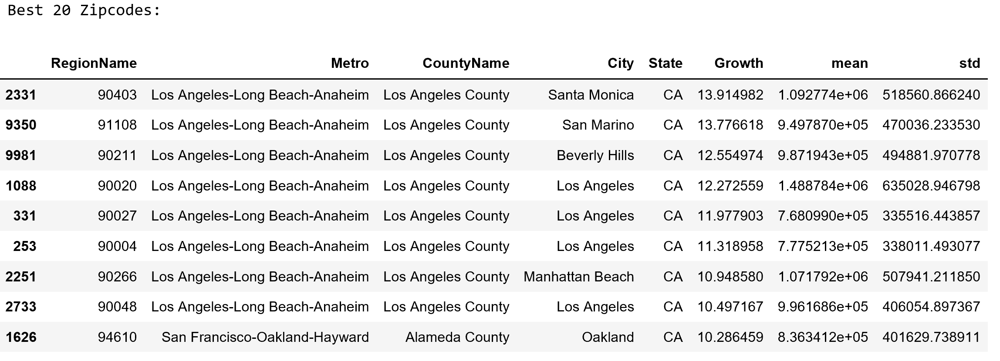 Best 20 Zipcodes:
RegionName Metro CountyName City State Growth mean std
2331 90403 Los Angeles-Long Beach-Anaheim Los Angeles County Santa Monica CA 13.914982 1.092774e+06 518560.866240
9350 91108 Los Angeles-Long Beach-Anaheim Los Angeles County San Marino CA 13.776618 9.497870e+05 470036.233530
9981 90211 Los Angeles-Long Beach-Anaheim Los Angeles County Beverly Hills CA 12.554974 9.871943e+05 494881.970778
1088 90020 Los Angeles-Long Beach-Anaheim Los Angeles County Los Angeles CA 12.272559 1.488784e+06 635028.946798
331 90027 Los Angeles-Long Beach-Anaheim Los Angeles County Los Angeles CA 11.977903 7.680990e+05 335516.443857
253 90004 Los Angeles-Long Beach-Anaheim Los Angeles County Los Angeles CA 11.318958 7.775213e+05 338011.493077
2251 90266 Los Angeles-Long Beach-Anaheim Los Angeles County Manhattan Beach CA 10.948580 1.071792e+06 507941.211850
2733 90048 Los Angeles-Long Beach-Anaheim Los Angeles County Los Angeles CA 10.497167 9.961686e+05 406054.897367
1626 94610 San Francisco-Oakland-Hayward Alameda County Oakland CA 10.286459 8.363412e+05 401629.738911